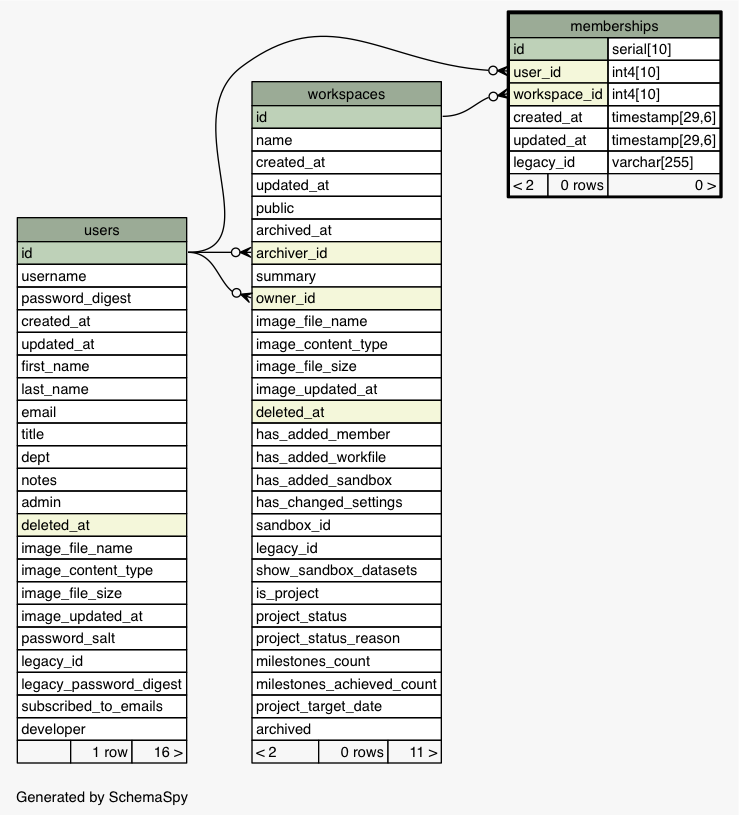 memberships
id serial[10]
user_id int4[10]
workspace_id int4[10]
created_at timestamp[29,6]
updated_at timestamp[29,6]
legacy_id varchar[255]
< 2 0 rows 0 >
workspaces
id
name
created_at
updated_at
public
archived_at
archiver_id
summary
owner_id
image_file_name
image_content_type
image_file_size
image_updated_at
deleted_at
has_added_member
has_added_workfile
has_added_sandbox
has_changed_settings
sandbox_id
legacy_id
show_sandbox_datasets
is_project
project_status
project_status_reason
milestones_count
milestones_achieved_count
project_target_date
archived
< 2 0 rows 11 >
users
id
username
password_digest
created_at
updated_at
first_name
last_name
email
title
dept
notes
admin
deleted_at
image_file_name
image_content_type
image_file_size
image_updated_at
password_salt
legacy_id
legacy_password_digest
subscribed_to_emails
developer
1 row 16 >
Generated by SchemaSpy